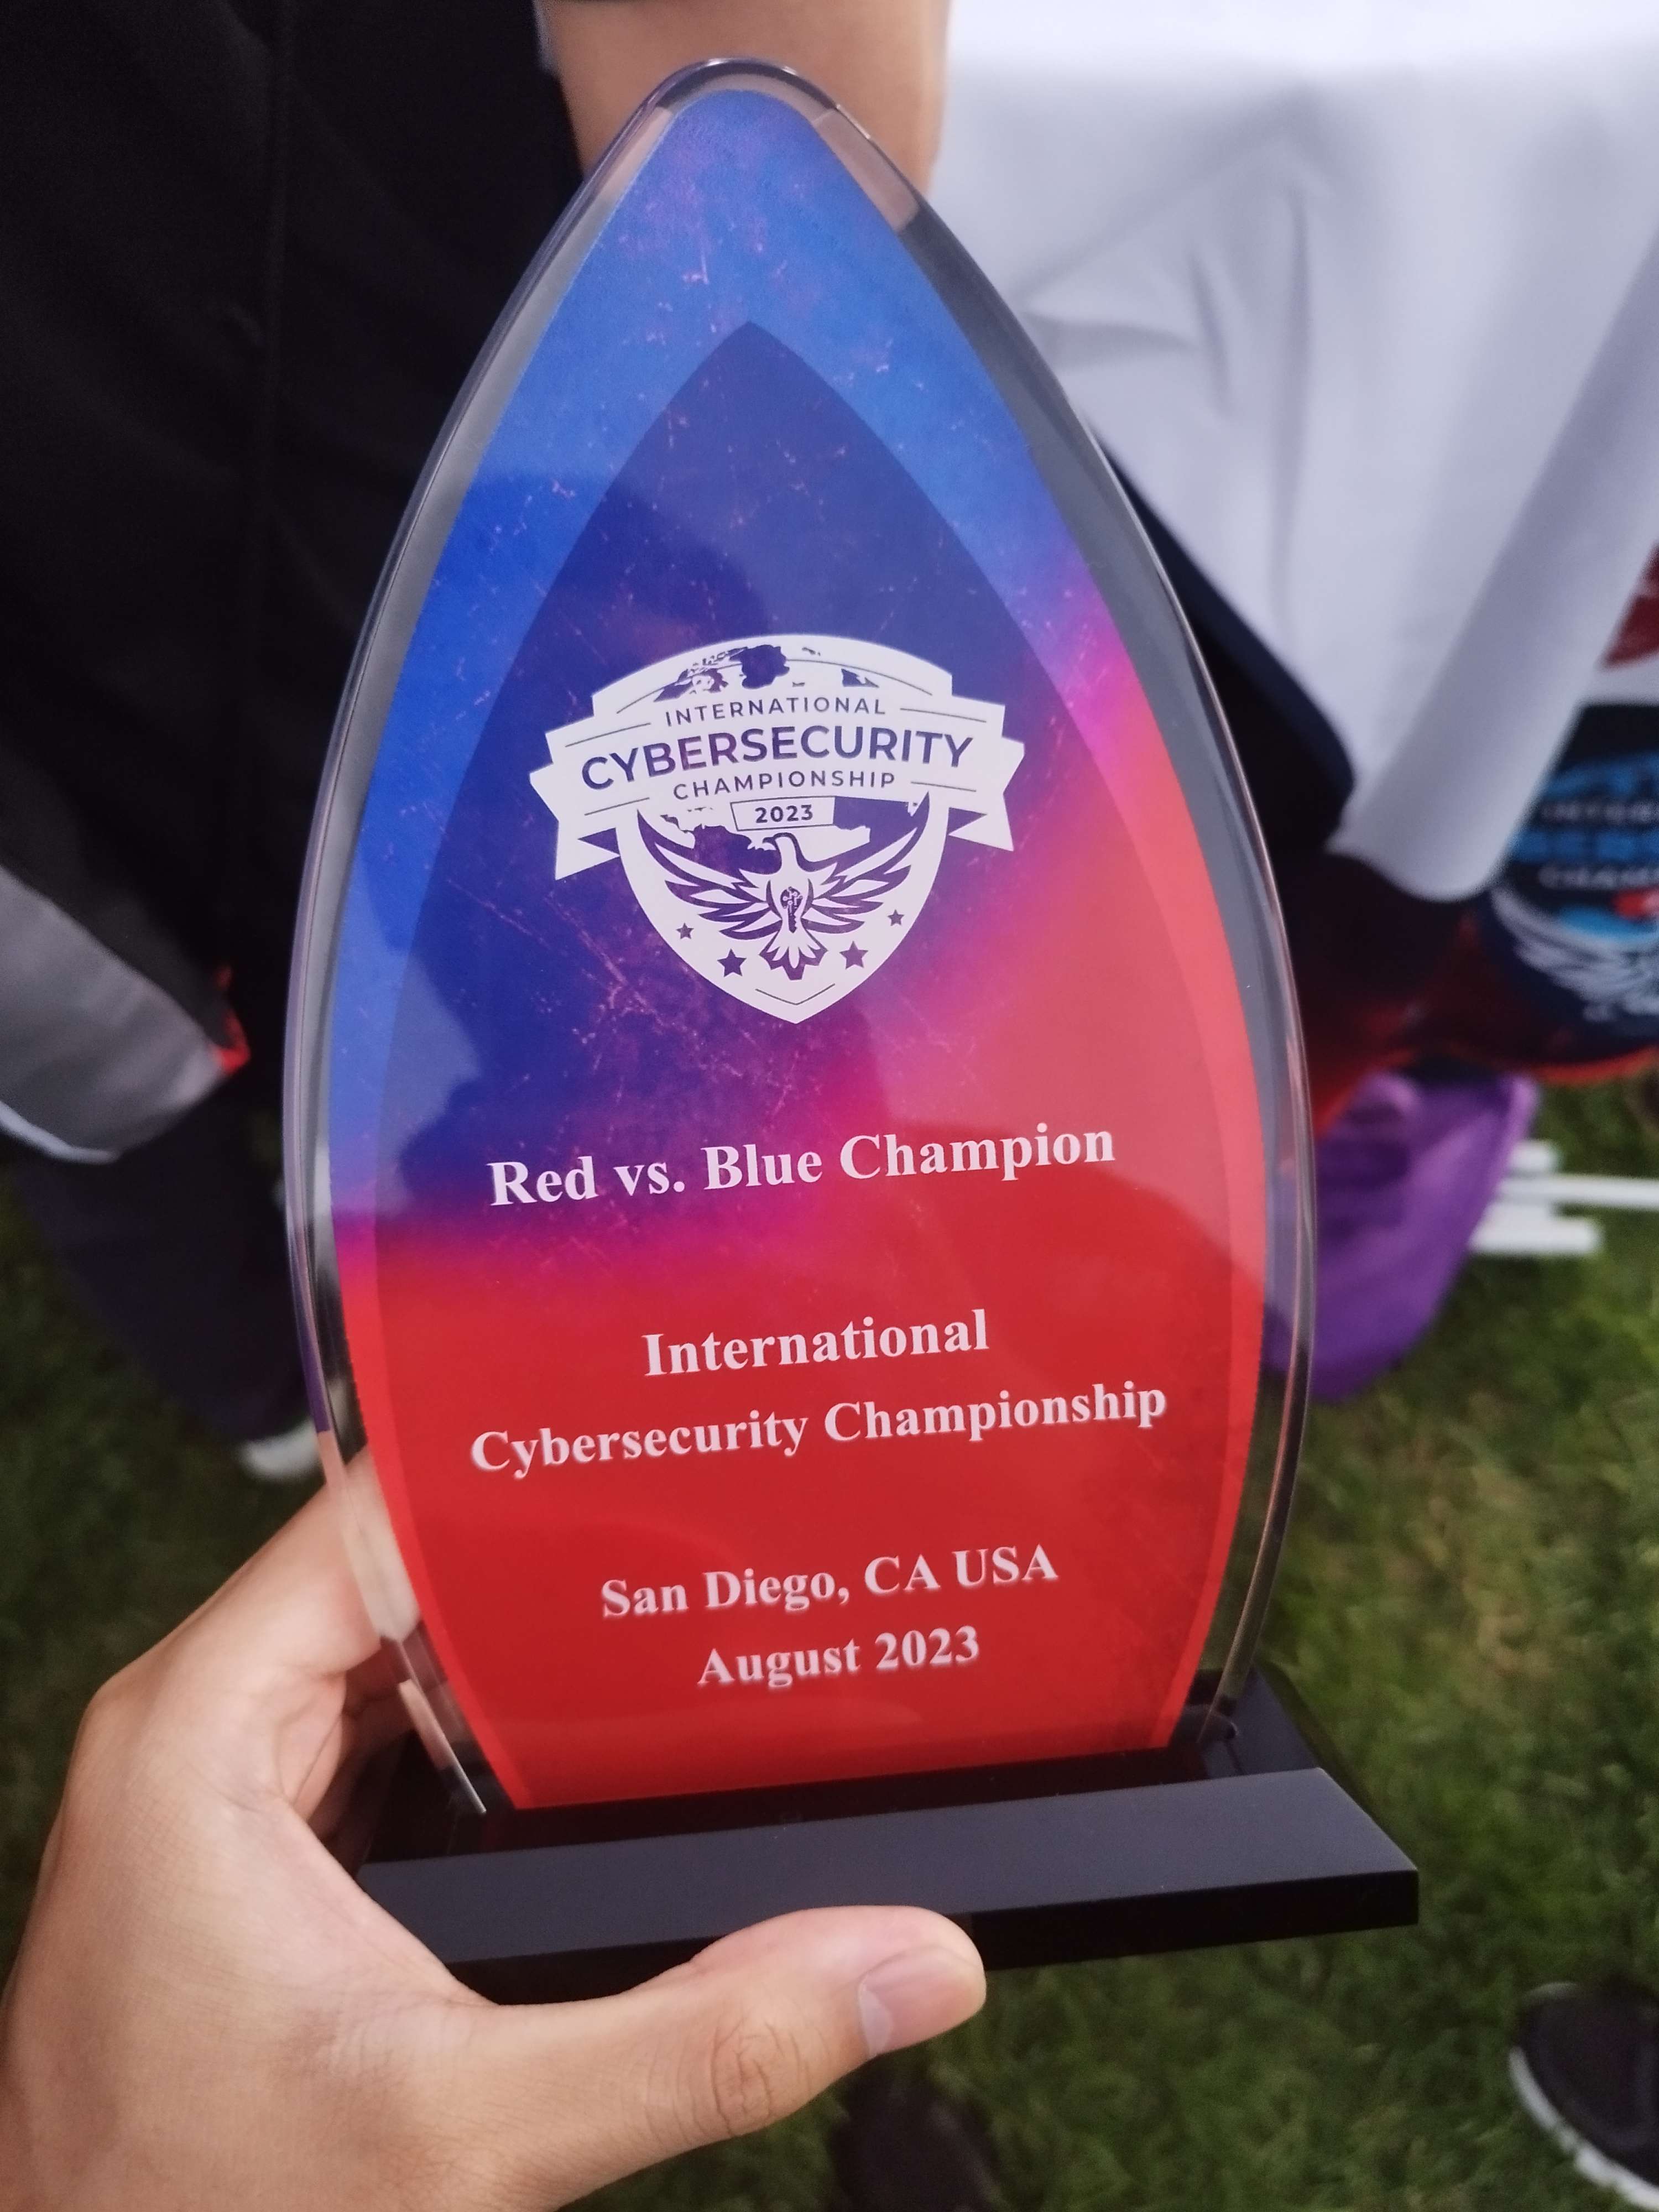 INTERNATIONAL
CYBERSECURITY
CHAMPIONSHIP
2023
Red vs. Blue Champion
International
Cybersecurity Championship
San Diego, CA USA
August 2023